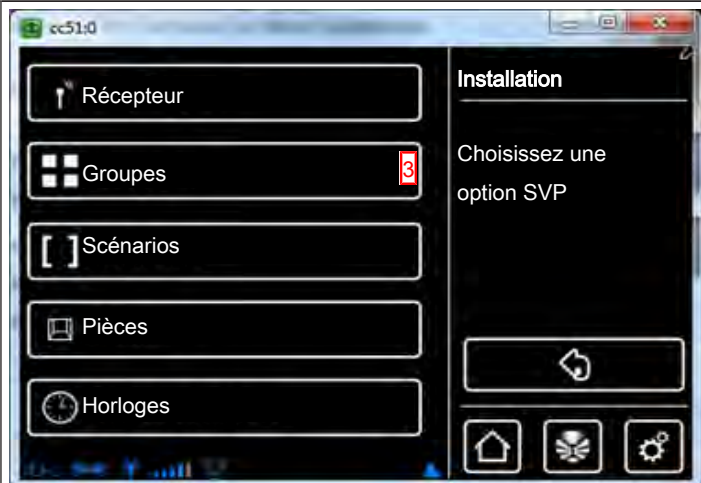 cc51:0
Récepteur
Groupes
3
Scénarios
Pièces
Horloges
Installation
Choisissez une
option SVP